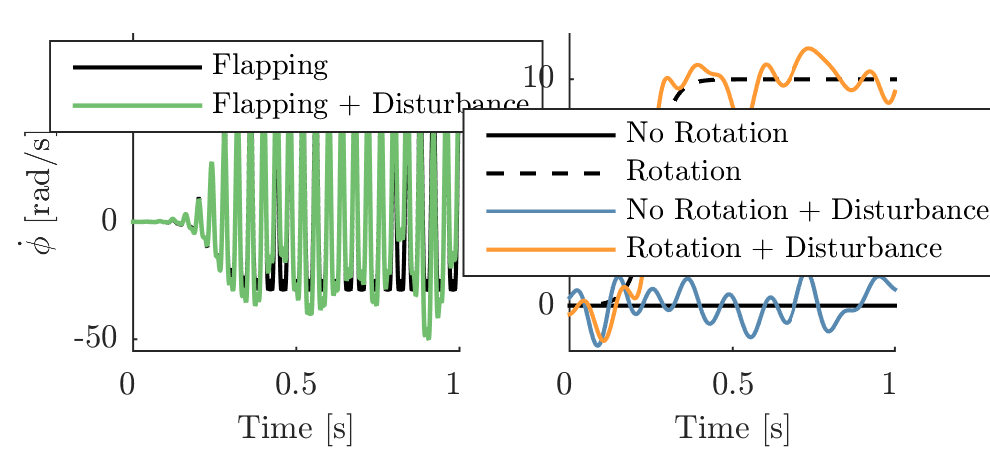 Flapping
Flapping + Disturbance
0
-50
ϕ̇ [rad/s]
0
0.5
1
Time [s]
10
No Rotation
Rotation
No Rotation + Disturbance
Rotation + Disturbance
0
0
0.5
1
Time [s]